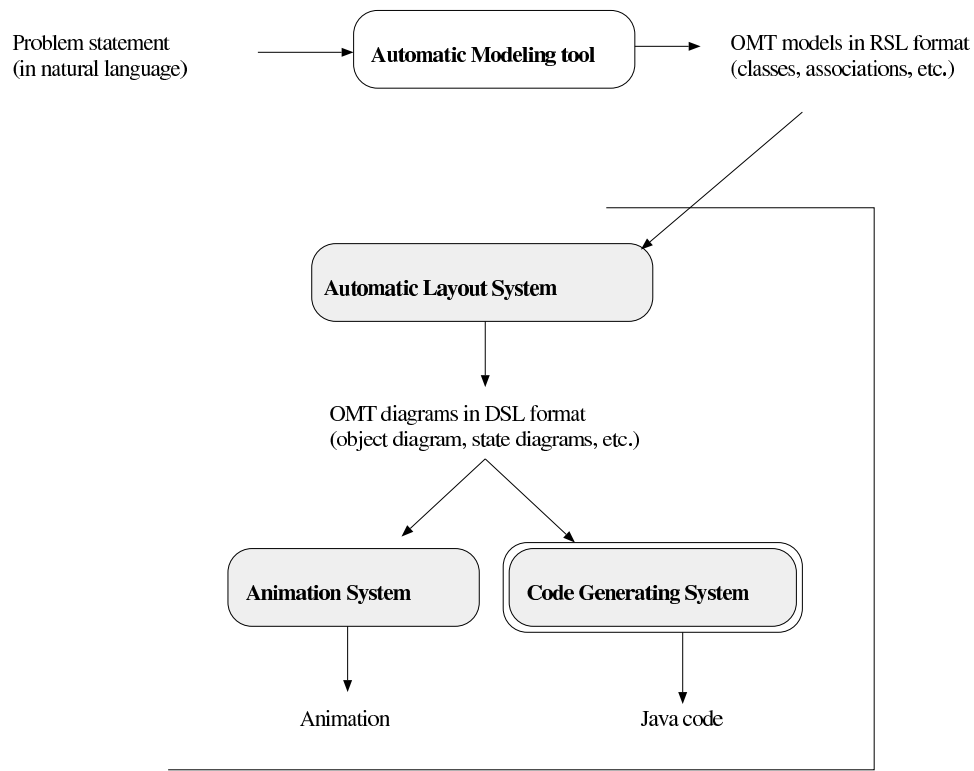 Problem statement
(in natural language)
Automatic Modeling tool
OMT models in RSL format
(classes, associations, etc.)
Automatic Layout System
OMT diagrams in DSL format
(object diagram, state diagrams, etc.)
Animation System
Code Generating System
Animation
Java code